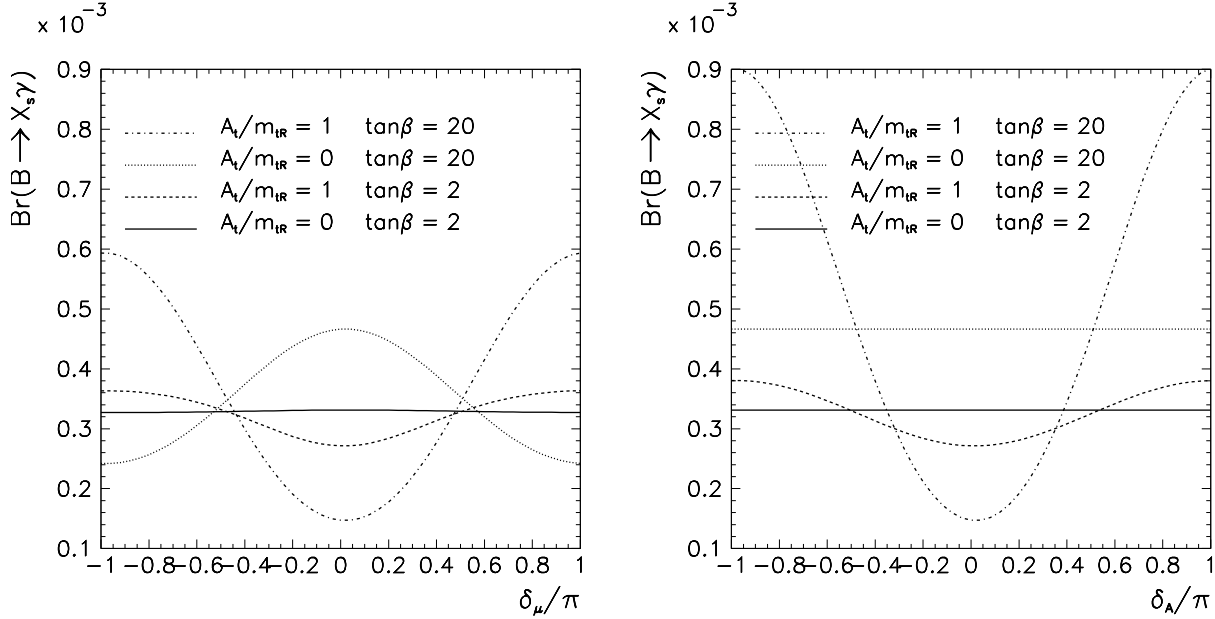 x 10⁻³
Br(B ⟶ Xₛγ)
0.9
0.8
0.7
0.6
0.5
0.4
0.3
0.2
0.1
A_t/m_tR = 1 tanβ = 20
A_t/m_tR = 0 tanβ = 20
A_t/m_tR = 1 tanβ = 2
A_t/m_tR = 0 tanβ = 2
-1 -0.8 -0.6 -0.4 -0.2 0 0.2 0.4 0.6 0.8 1
δ_μ/π
x 10⁻³
Br(B ⟶ Xₛγ)
0.9
0.8
0.7
0.6
0.5
0.4
0.3
0.2
0.1
A_t/m_tR = 1 tanβ = 20
A_t/m_tR = 0 tanβ = 20
A_t/m_tR = 1 tanβ = 2
A_t/m_tR = 0 tanβ = 2
-1 -0.8 -0.6 -0.4 -0.2 0 0.2 0.4 0.6 0.8 1
δ_A/π